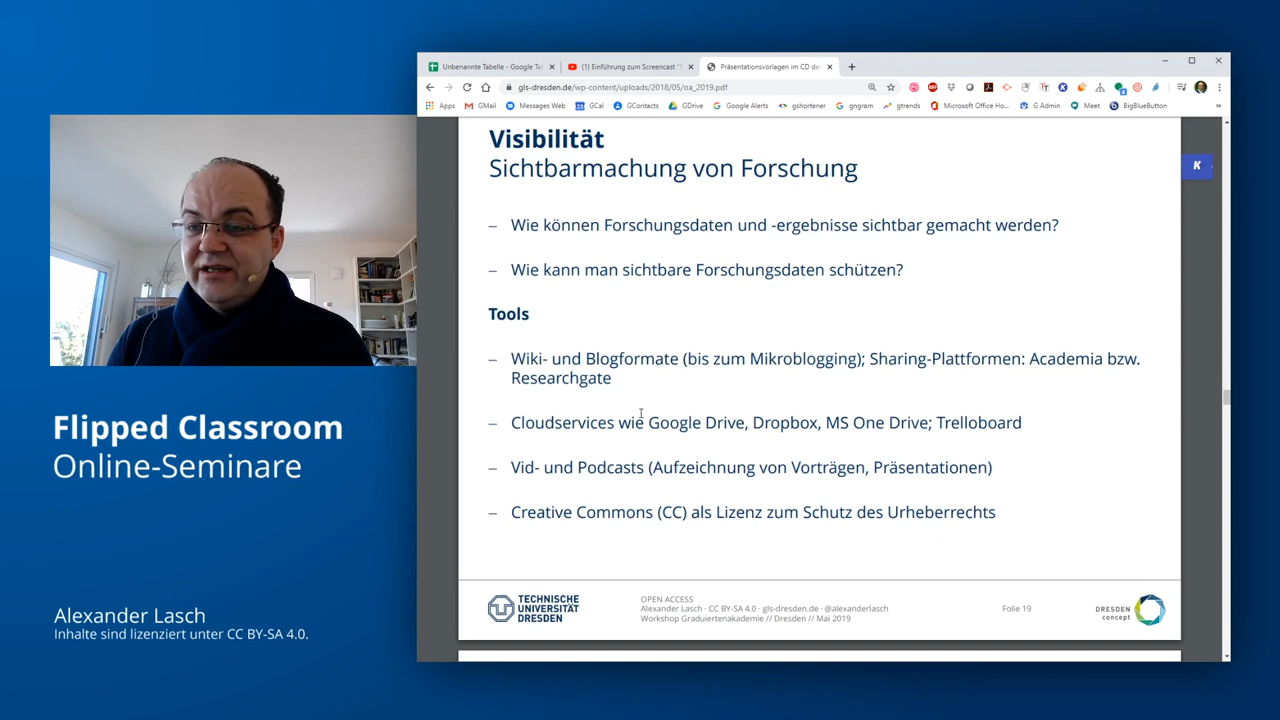 Unbenannte Tabelle - Google Ta
(1) Einführung zum Screencast "
Präsentationsvorlagen im CD de
gls-dresden.de/wp-content/uploads/2018/05/oa_2019.pdf
Apps
GMail
Messages Web
GCal
GContacts
GDrive
Google Alerts
gshortener
gngram
gtrends
Microsoft Office Ho...
G Admin
Meet
BigBlueButton
Visibilität
Sichtbarmachung von Forschung
K
– Wie können Forschungsdaten und -ergebnisse sichtbar gemacht werden?
– Wie kann man sichtbare Forschungsdaten schützen?
Tools
– Wiki- und Blogformate (bis zum Mikroblogging); Sharing-Plattformen: Academia bzw.
Researchgate
– Cloudservices wie Google Drive, Dropbox, MS One Drive; Trelloboard
– Vid- und Podcasts (Aufzeichnung von Vorträgen, Präsentationen)
– Creative Commons (CC) als Lizenz zum Schutz des Urheberrechts
TECHNISCHE
UNIVERSITÄT
DRESDEN
OPEN ACCESS
Alexander Lasch · CC BY-SA 4.0 · gls-dresden.de · @alexanderlasch
Workshop Graduiertenakademie // Dresden // Mai 2019
Folie 19
DRESDEN
concept
Flipped Classroom
Online-Seminare
Alexander Lasch
Inhalte sind lizenziert unter CC BY-SA 4.0.